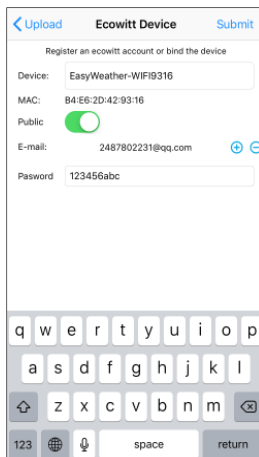 Upload Ecowitt Device Submit
Register an ecowitt account or bind the device
Device: EasyWeather-WIFI9316
MAC: B4:E6:2D:42:93:16
Public
E-mail: 2487802231@qq.com
Pasword 123456abc
q w e r t y u i o p
a s d f g h j k l
z x c v b n m
123 space return